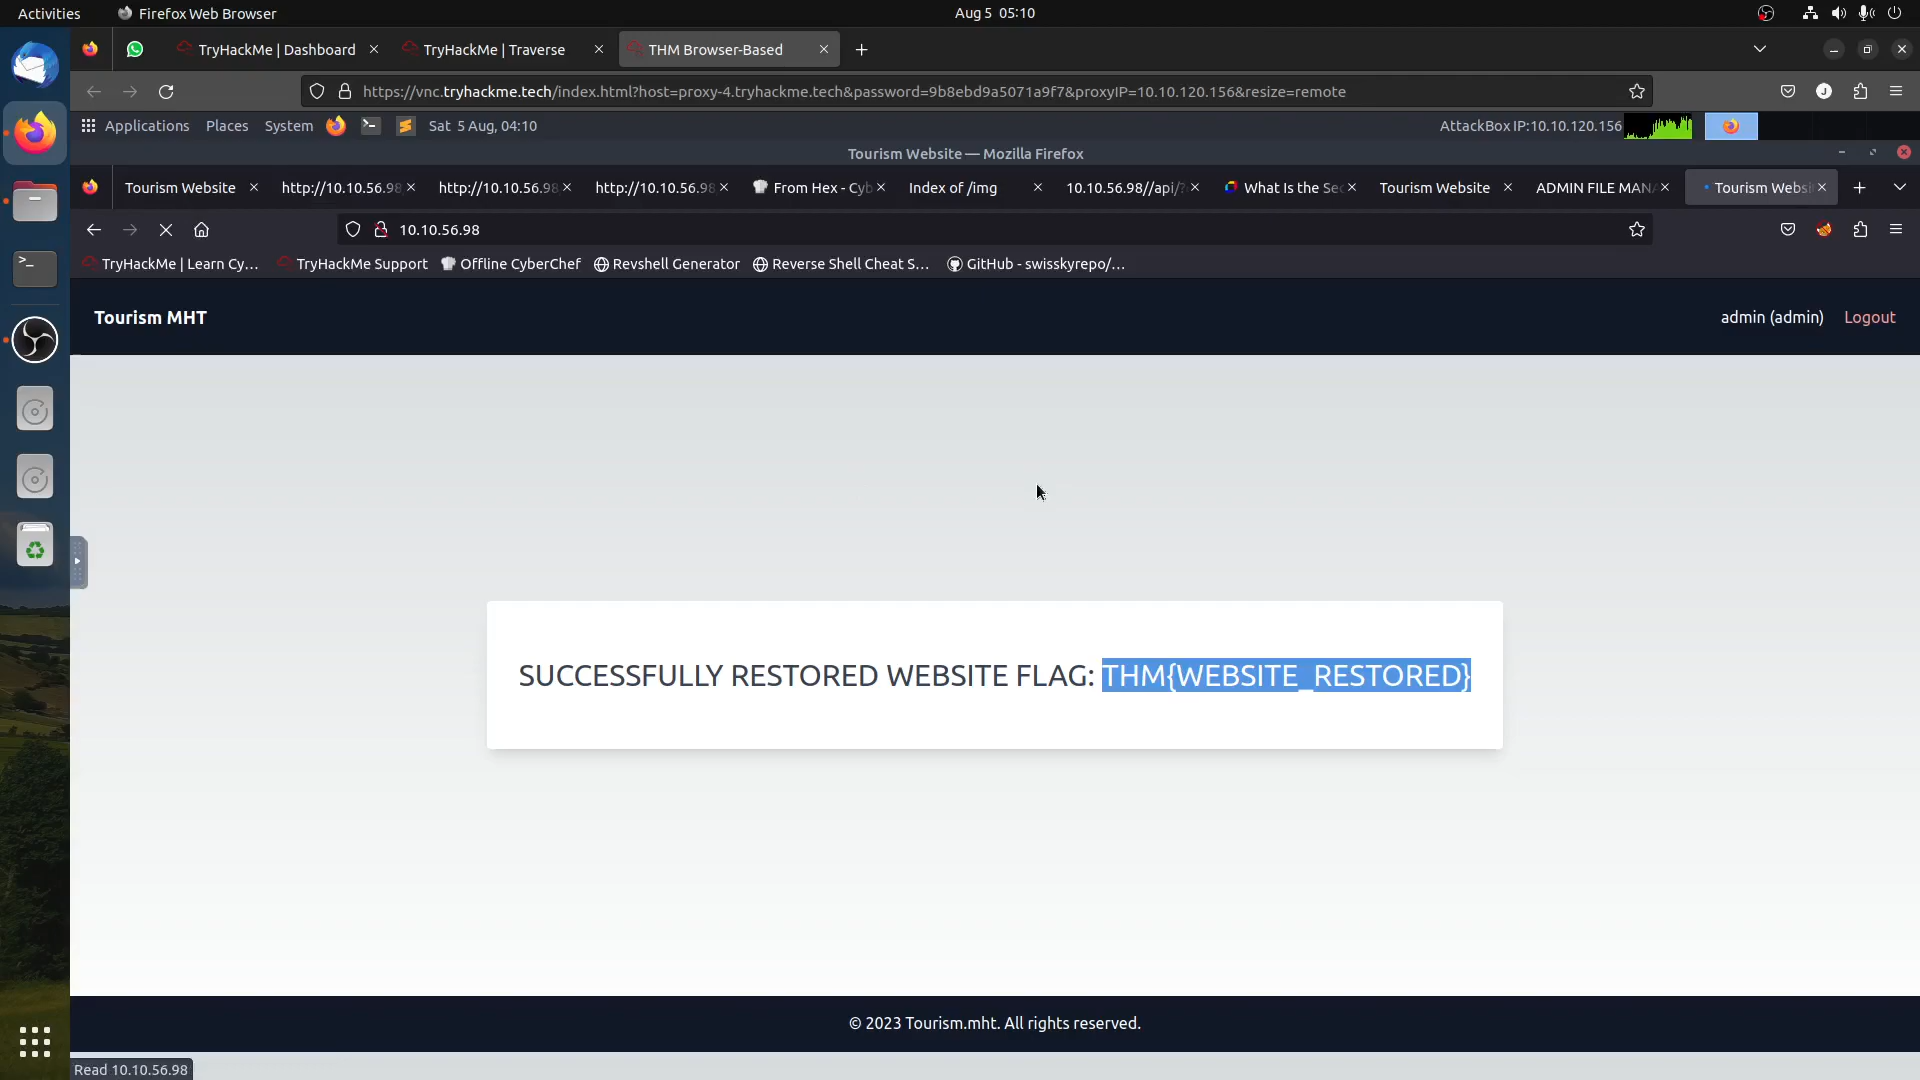 Activities
Firefox Web Browser
Aug 5 05:10
TryHackMe | Dashboard
TryHackMe | Traverse
THM Browser-Based
https://vnc.tryhackme.tech/index.html?host=proxy-4.tryhackme.tech&password=9b8ebd9a5071a9f7&proxyIP=10.10.120.156&resize=remote
J
Applications
Places
System
Sat 5 Aug, 04:10
AttackBox IP:10.10.120.156
Tourism Website — Mozilla Firefox
Tourism Website
http://10.10.56.98
http://10.10.56.98
http://10.10.56.98
From Hex - Cyb
Index of /img
10.10.56.98//api/?
What Is the Sec
Tourism Website
ADMIN FILE MANA
Tourism Websi
10.10.56.98
TryHackMe | Learn Cy...
TryHackMe Support
Offline CyberChef
Revshell Generator
Reverse Shell Cheat S...
GitHub - swisskyrepo/...
Tourism MHT
admin (admin)
Logout
SUCCESSFULLY RESTORED WEBSITE FLAG: THM{WEBSITE_RESTORED}
© 2023 Tourism.mht. All rights reserved.
Read 10.10.56.98